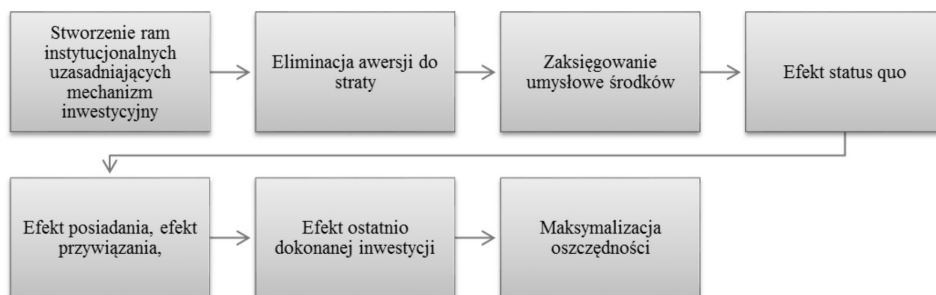 Stworzenie ram
instytucjonalnych
uzasadniających
mechanizm
inwestycyjny
Eliminacja awersji do
straty
Zaksięgowanie
umysłowe środków
Efekt status quo
Efekt posiadania, efekt
przywiązania,
Efekt ostatnio
dokonanej inwestycji
Maksymalizacja
oszczędności